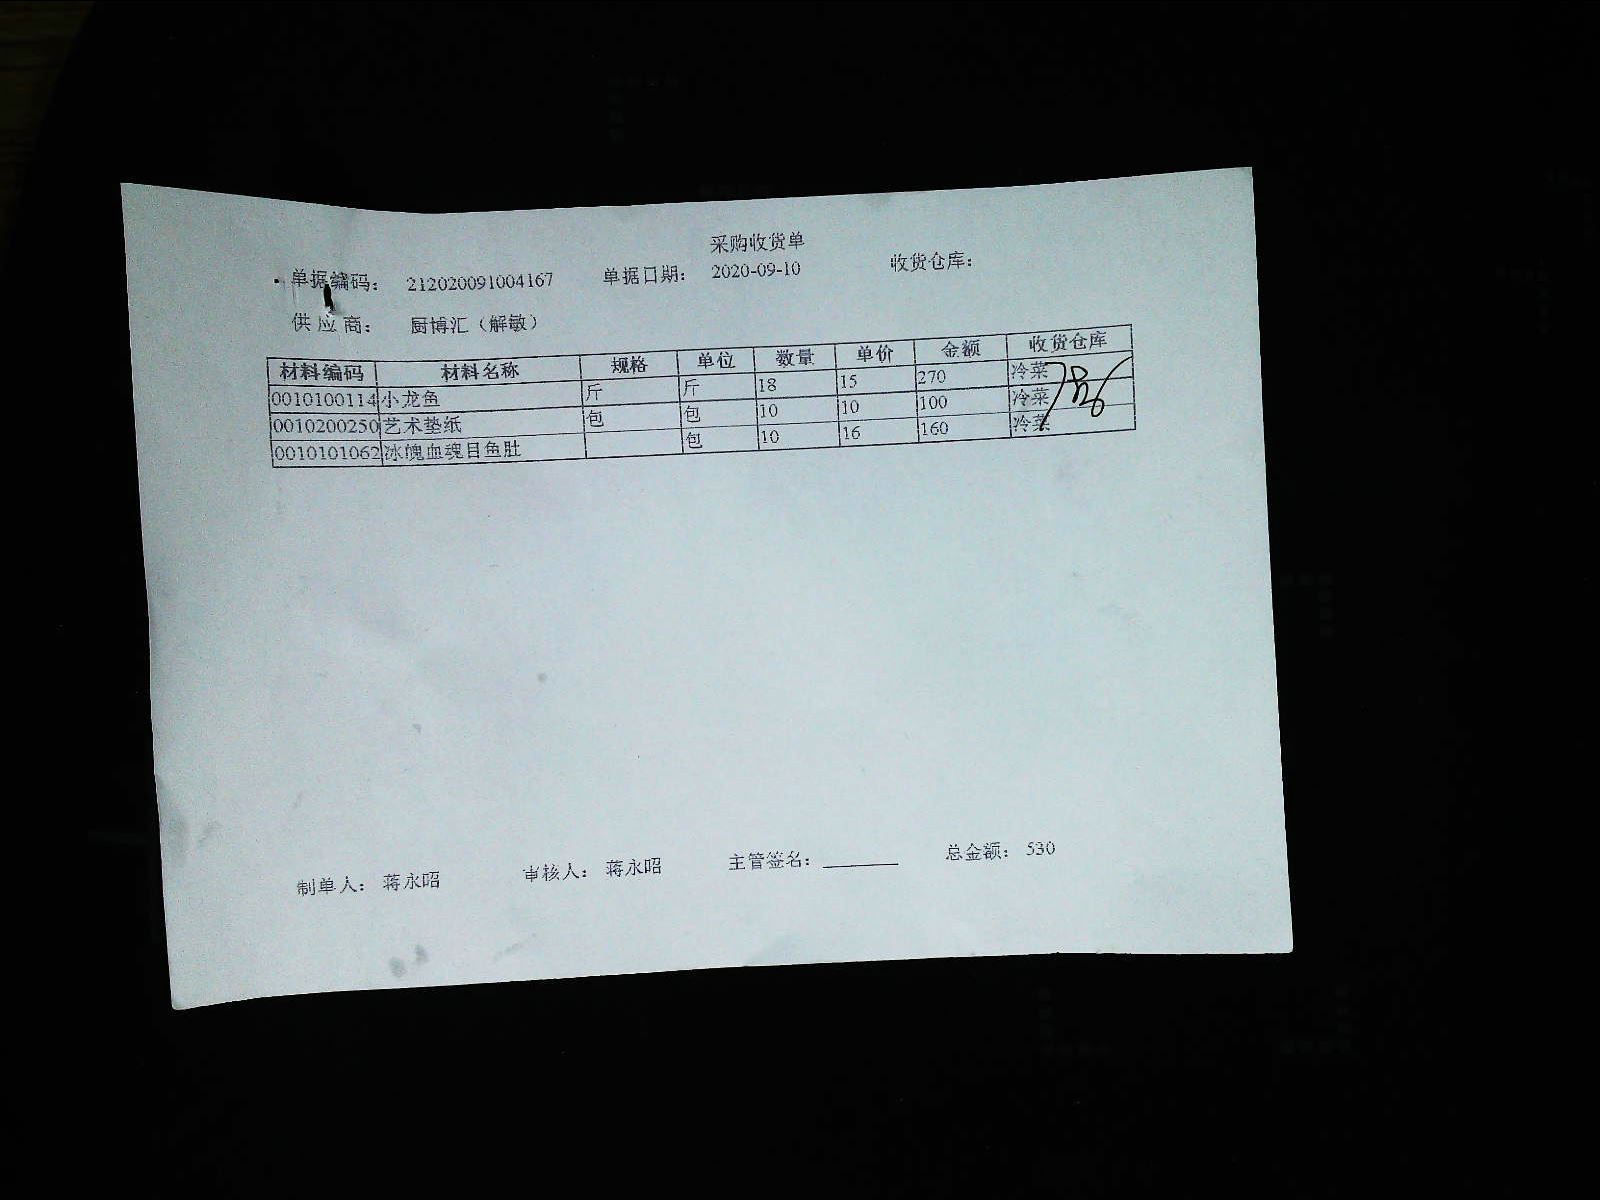 采购收货单
单据编码： 212020091004167 单据日期： 2020-09-10 收货仓库：
供应商： 厨博汇（解敏）
材料编码 材料名称 规格 单位 数量 单价 金额 收货仓库
0010100114 小龙鱼 斤 斤 18 15 270 冷菜
0010200250 艺术垫纸 包 包 10 10 100 冷菜
0010101062 冰魄血魂目鱼肚 包 10 16 160 冷菜
制单人： 蒋永昭 审核人： 蒋永昭 主管签名：________ 总金额： 530